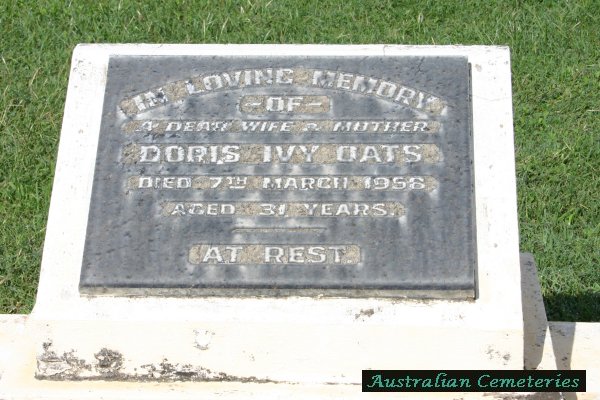 IN LOVING MEMORY
- OF -
A DEAR WIFE & MOTHER
DORIS IVY OATS
DIED 7TH MARCH 1958
AGED 31 YEARS
AT REST.
Australian Cemeteries